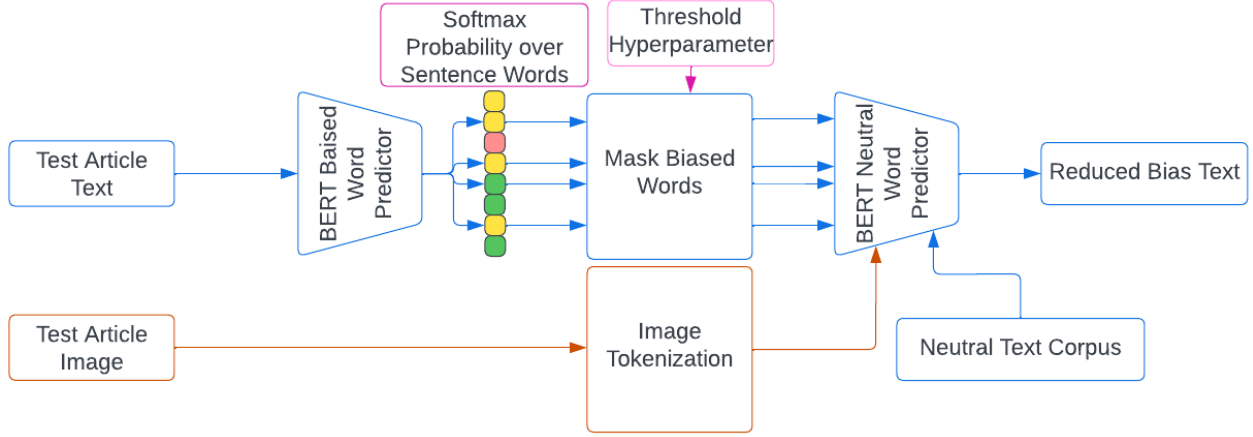 Softmax
Probability over
Sentence Words
Threshold
Hyperparameter
Test Article
Text
BERT Baised
Word
Predictor
Mask Biased
Words
BERT Neutral
Word
Predictor
Reduced Bias Text
Test Article
Image
Image
Tokenization
Neutral Text Corpus